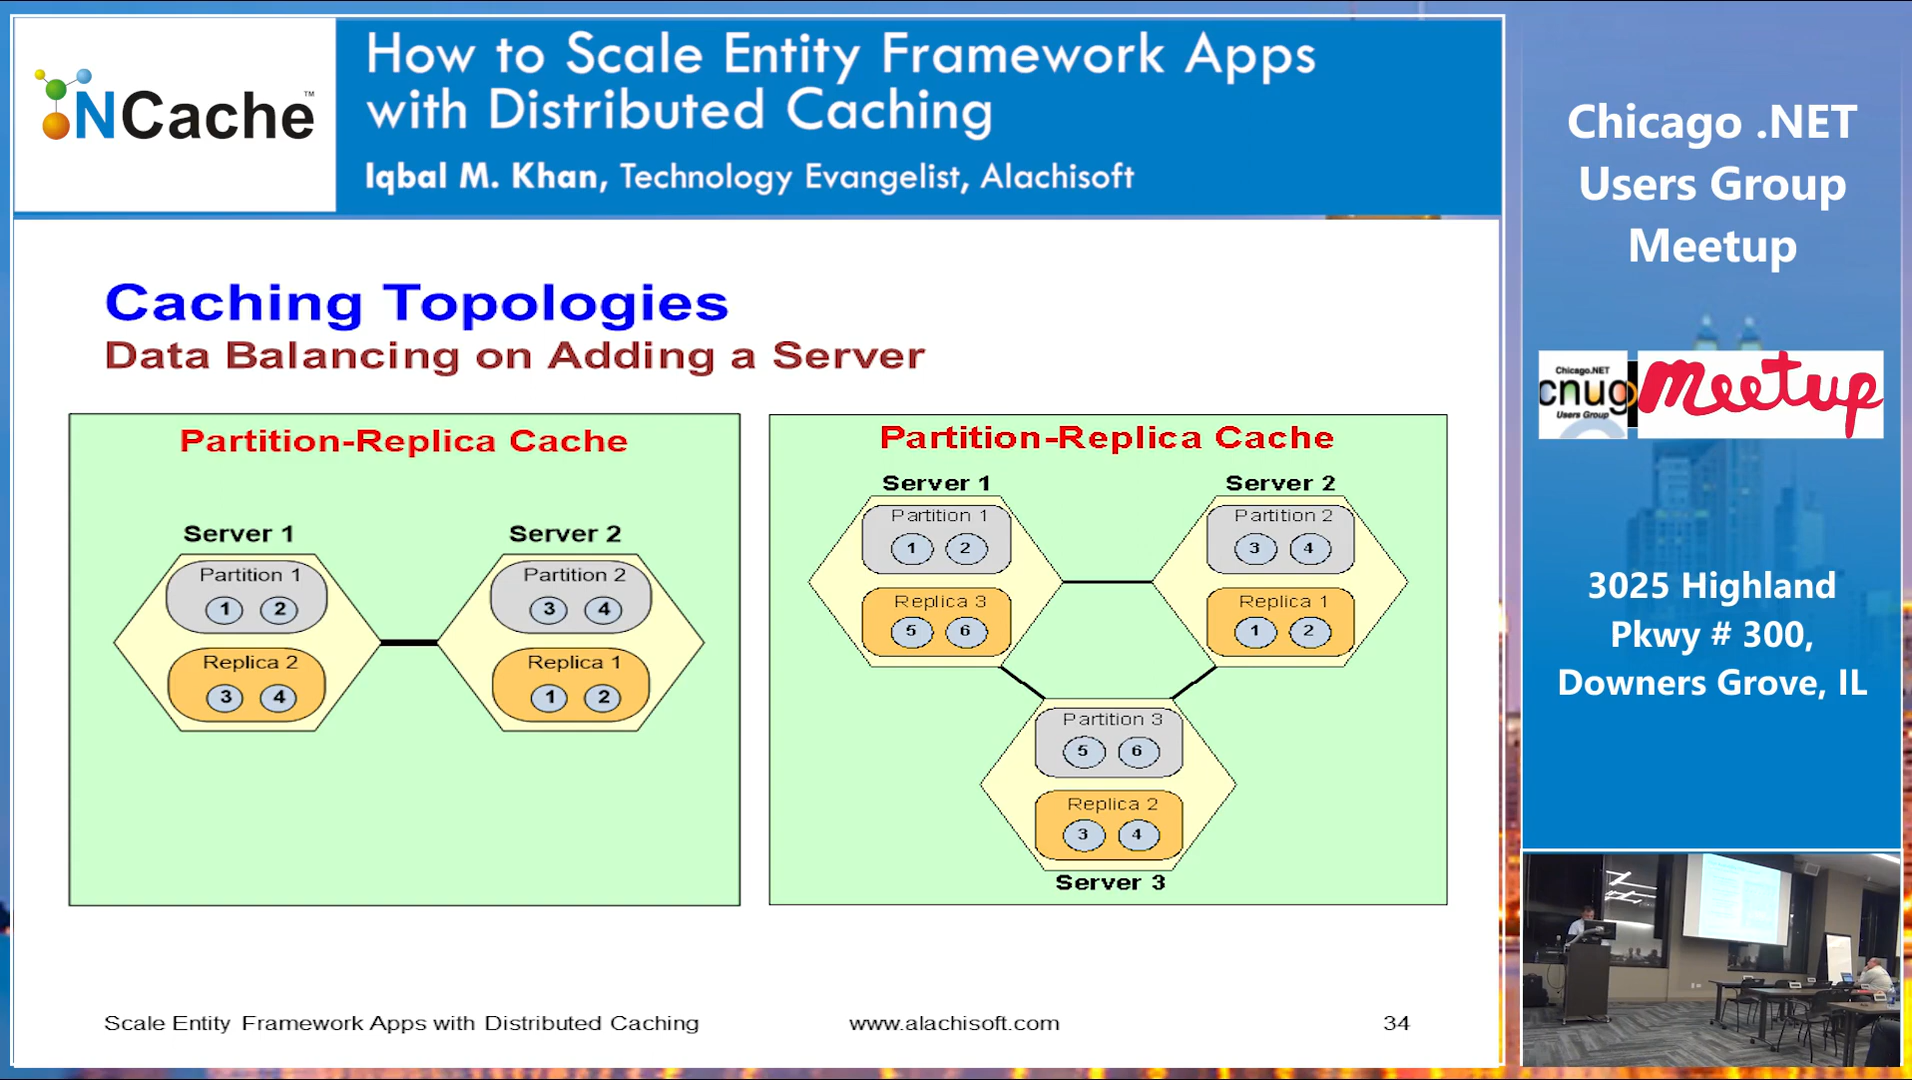 NCache™
How to Scale Entity Framework Apps
with Distributed Caching
Iqbal M. Khan, Technology Evangelist, Alachisoft
Caching Topologies
Data Balancing on Adding a Server
Partition-Replica Cache
Server 1
Server 2
Partition 1
1 2
Partition 2
3 4
Replica 2
3 4
Replica 1
1 2
Partition-Replica Cache
Server 1
Server 2
Partition 1
1 2
Partition 2
3 4
Replica 3
5 6
Replica 1
1 2
Partition 3
5 6
Replica 2
3 4
Server 3
Scale Entity Framework Apps with Distributed Caching
www.alachisoft.com
34
Chicago .NET
Users Group
Meetup
Chicago.NET
cnug
Users Group
meetup
3025 Highland
Pkwy # 300,
Downers Grove, IL